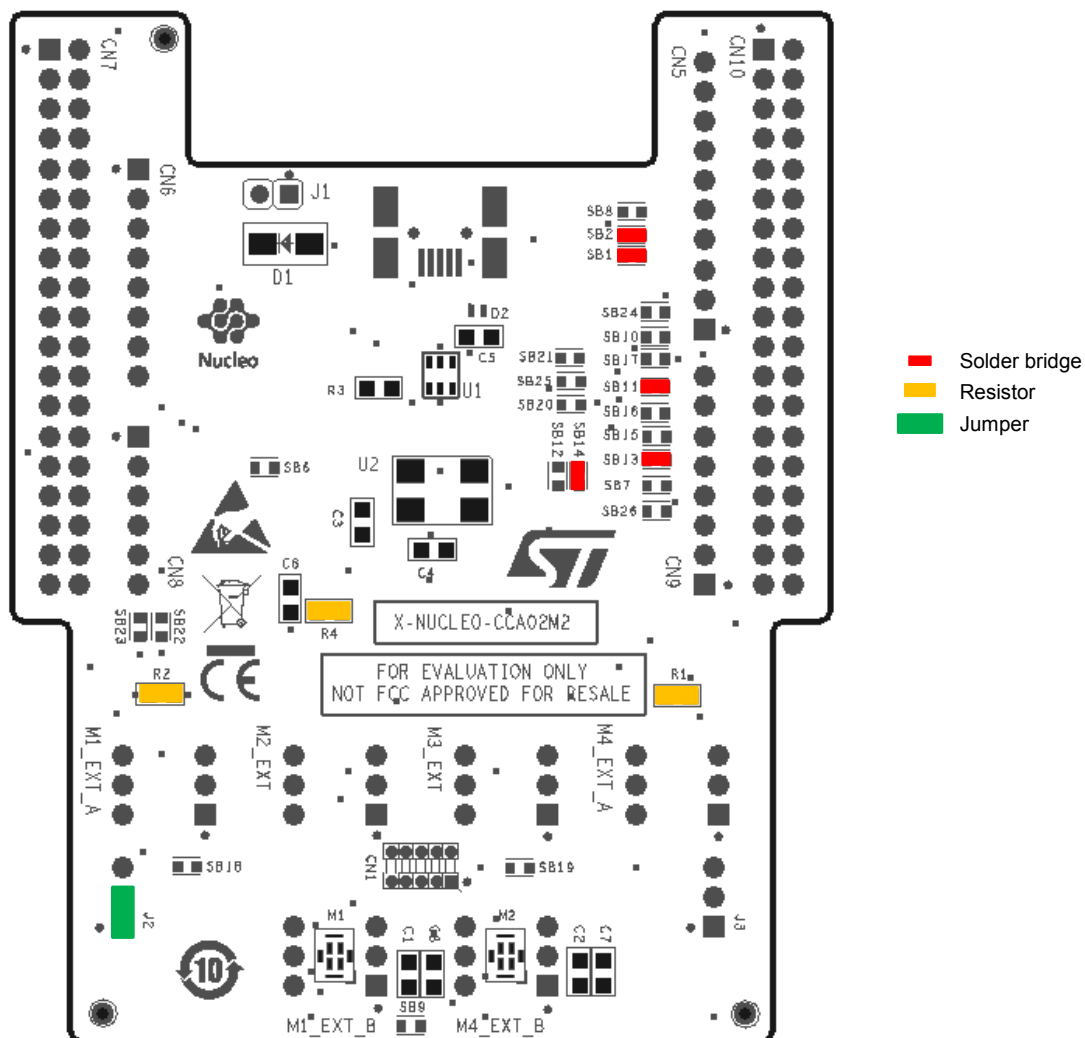 CN7
CN5
CN10
CN6
J1
SB8
SB2
SB1
D1
D2
C5
SB24
SB10
SB17
SB21
SB25
SB20
SB11
SB16
SB15
SB13
SB7
SB26
Nucleo
R3
U1
Solder bridge
Resistor
Jumper
SB12
SB14
U2
SB6
C3
C4
ST
CN8
CN9
C6
R4
SB23
SB22
X-NUCLEO-CCA02M2
CE
FOR EVALUATION ONLY
NOT FCC APPROVED FOR RESALE
R2
R1
M1_EXT_A
M2_EXT
M3_EXT
M4_EXT_A
SB18
CN1
SB19
J2
J3
M1
M2
C1
C8
C2
C7
10
SB9
M1_EXT_B
M4_EXT_B